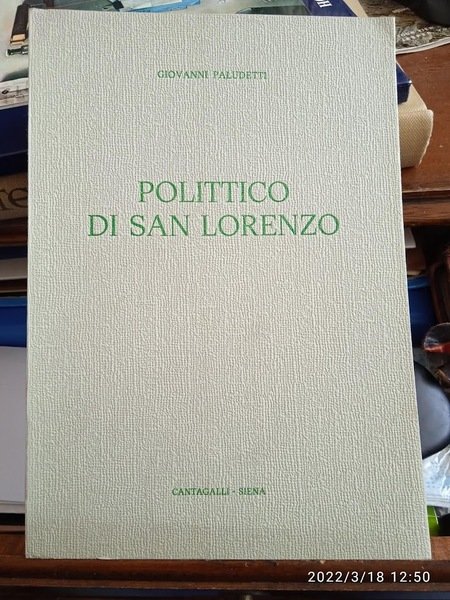 GIOVANNI PALUDETTI
POLITTICO
DI SAN LORENZO
CANTAGALLI - SIENA
2022/3/18 12:50